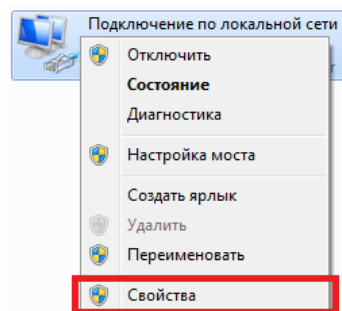 Подключение по локальной сети
Отключить
Состояние
Диагностика
Настройка моста
Создать ярлык
Удалить
Переименовать
Свойства